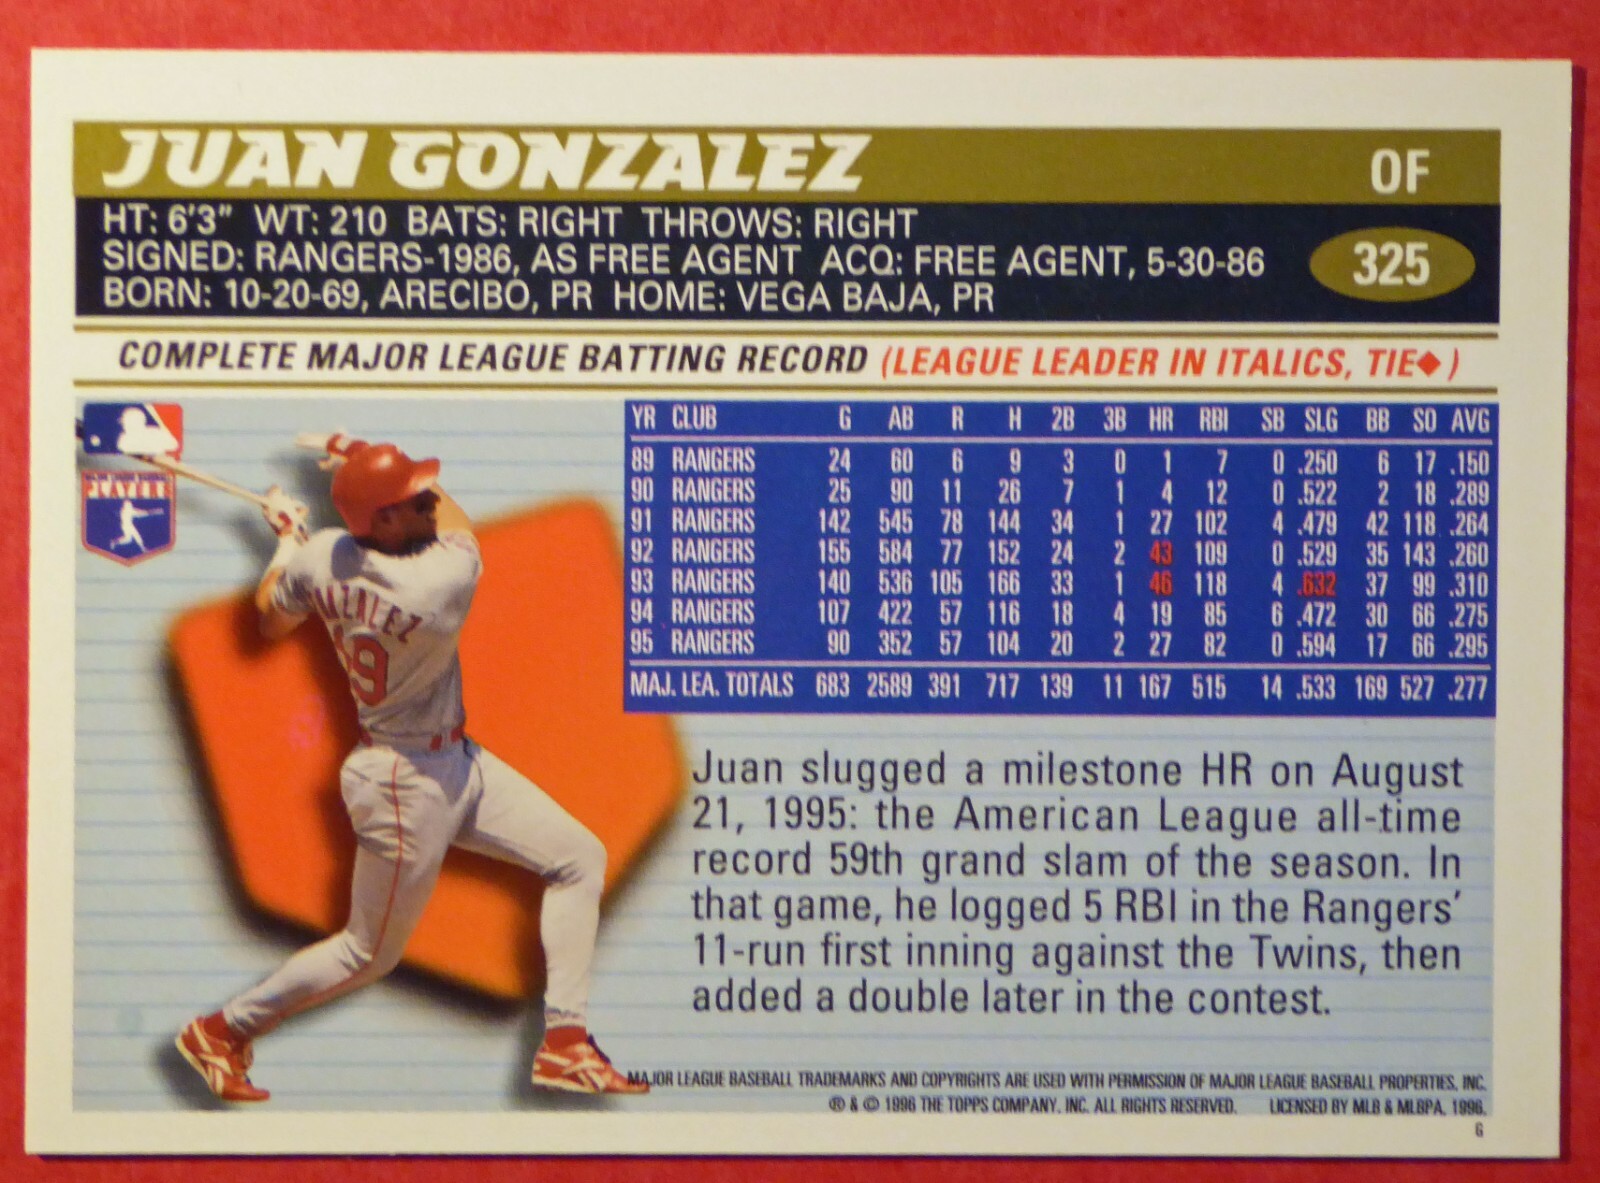 JUAN GONZALEZ OF
HT: 6'3" WT: 210 BATS: RIGHT THROWS: RIGHT
SIGNED: RANGERS-1986, AS FREE AGENT ACQ: FREE AGENT, 5-30-86
325
BORN: 10-20-69, ARECIBO, PR HOME: VEGA BAJA, PR
COMPLETE MAJOR LEAGUE BATTING RECORD (LEAGUE LEADER IN ITALICS, TIE◆)
YR CLUB G AB R H 2B 3B HR RBI SB SLG BB SO AVG
89 RANGERS 24 60 6 9 3 0 1 7 0 .250 6 17 .150
90 RANGERS 25 90 11 26 7 1 4 12 0 .522 2 18 .289
91 RANGERS 142 545 78 144 34 1 27 102 4 .479 42 118 .264
92 RANGERS 155 584 77 152 24 2 43 109 0 .529 35 143 .260
93 RANGERS 140 536 105 166 33 1 46 118 4 .632 37 99 .310
94 RANGERS 107 422 57 116 18 4 19 85 6 .472 30 66 .275
95 RANGERS 90 352 57 104 20 2 27 82 0 .594 17 66 .295
MAJ. LEA. TOTALS 683 2589 391 717 139 11 167 515 14 .533 169 527 .277
PLAYERS
NZALEZ
19
Juan slugged a milestone HR on August
21, 1995: the American League all-time
record 59th grand slam of the season. In
that game, he logged 5 RBI in the Rangers'
11-run first inning against the Twins, then
added a double later in the contest.
MAJOR LEAGUE BASEBALL TRADEMARKS AND COPYRIGHTS ARE USED WITH PERMISSION OF MAJOR LEAGUE BASEBALL PROPERTIES, INC.
® & © 1996 THE TOPPS COMPANY, INC. ALL RIGHTS RESERVED. LICENSED BY MLB & MLBPA, 1996.
G